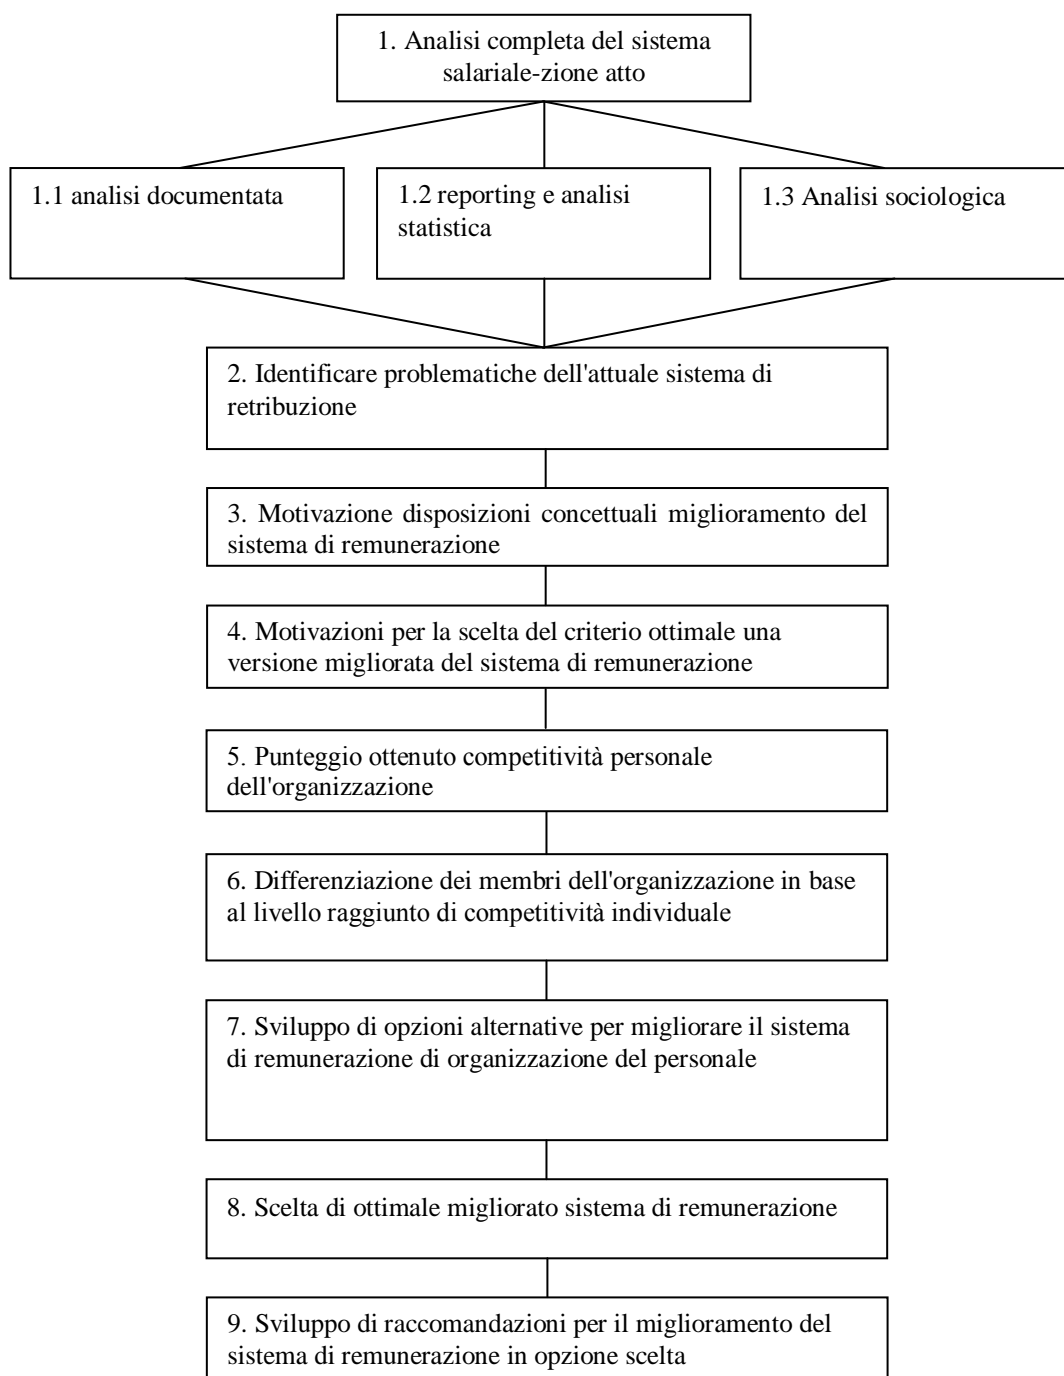 1. Analisi completa del sistema
salariale-zione atto
1.1 analisi documentata
1.2 reporting e analisi
statistica
1.3 Analisi sociologica
2. Identificare problematiche dell'attuale sistema di
retribuzione
3. Motivazione disposizioni concettuali miglioramento del
sistema di remunerazione
4. Motivazioni per la scelta del criterio ottimale una
versione migliorata del sistema di remunerazione
5. Punteggio ottenuto competitività personale
dell'organizzazione
6. Differenziazione dei membri dell'organizzazione in base
al livello raggiunto di competitività individuale
7. Sviluppo di opzioni alternative per migliorare il sistema
di remunerazione di organizzazione del personale
8. Scelta di ottimale migliorato sistema di remunerazione
9. Sviluppo di raccomandazioni per il miglioramento del
sistema di remunerazione in opzione scelta